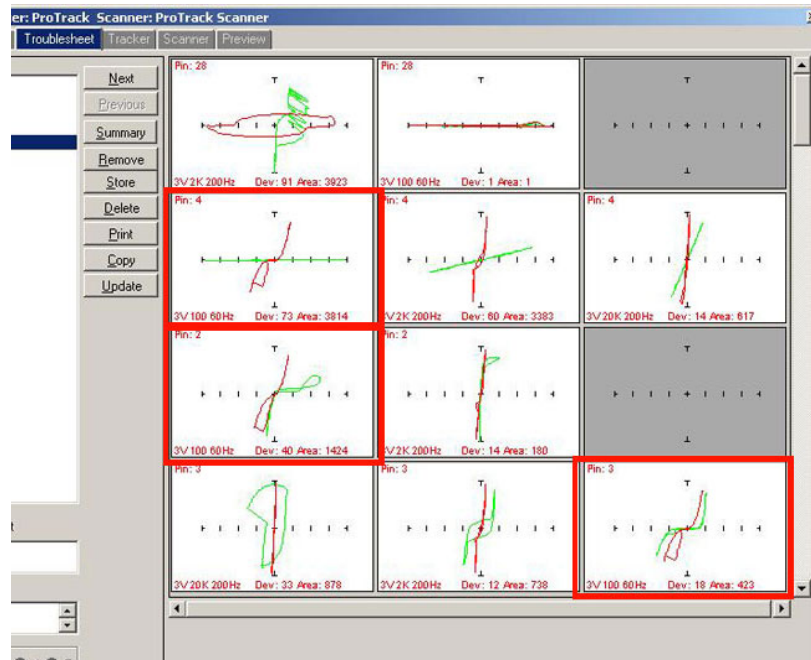 er: ProTrack Scanner: ProTrack Scanner
Troublesheet Tracker Scanner Preview
Next
Previous
Summary
Remove
Store
Delete
Print
Copy
Update
Pin: 28
3V 2K 200Hz Dev: 91 Area: 3923
Pin: 28
3V 100 60Hz Dev: 1 Area: 1
Pin: 4
3V 100 60Hz Dev: 73 Area: 3814
Pin: 4
V 2K 200Hz Dev: 60 Area: 3383
Pin: 4
3V 20K 200Hz Dev: 14 Area: 617
Pin: 2
3V 100 60Hz Dev: 40 Area: 1424
Pin: 2
V 2K 200Hz Dev: 14 Area: 180
Pin: 3
3V 20K 200Hz Dev: 33 Area: 878
Pin: 3
3V 2K 200Hz Dev: 12 Area: 738
Pin: 3
3V 100 60Hz Dev: 18 Area: 423